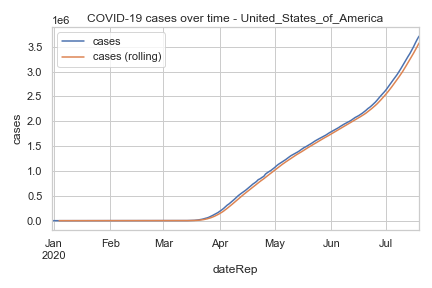 1e6
COVID-19 cases over time - United_States_of_America
cases
cases (rolling)
3.5
3.0
2.5
2.0
1.5
1.0
0.5
0.0
cases
Jan Feb Mar Apr May Jun Jul
2020
dateRep